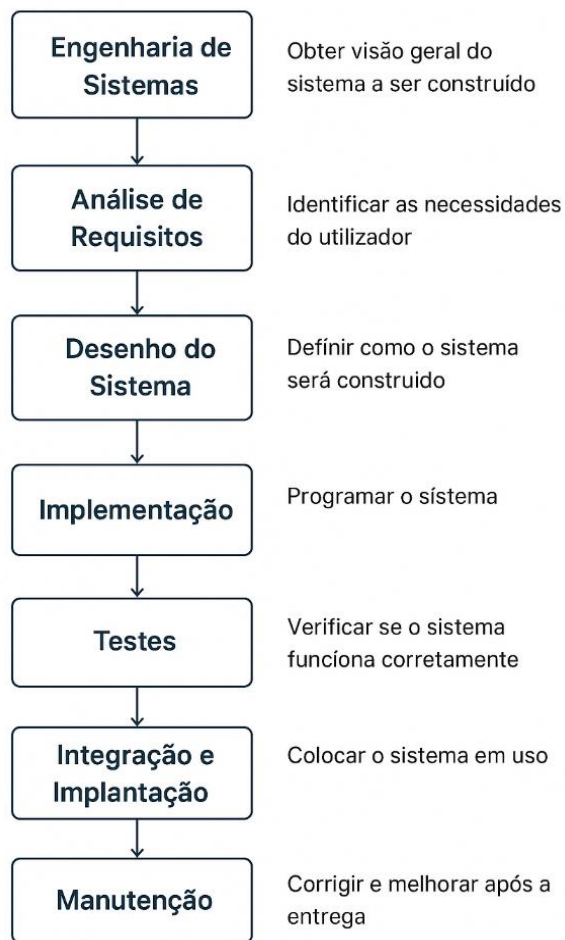 Engenharia de
Sistemas
Obter visão geral do
sistema a ser construído
Análise de
Requisitos
Identificar as necessidades
do utilizador
Desenho do
Sistema
Definir como o sistema
será construido
Implementação
Programar o sístema
Testes
Verificar se o sistema
funcíona corretamente
Integração e
Implantação
Colocar o sistema em uso
Manutenção
Corrigir e melhorar após a
entrega